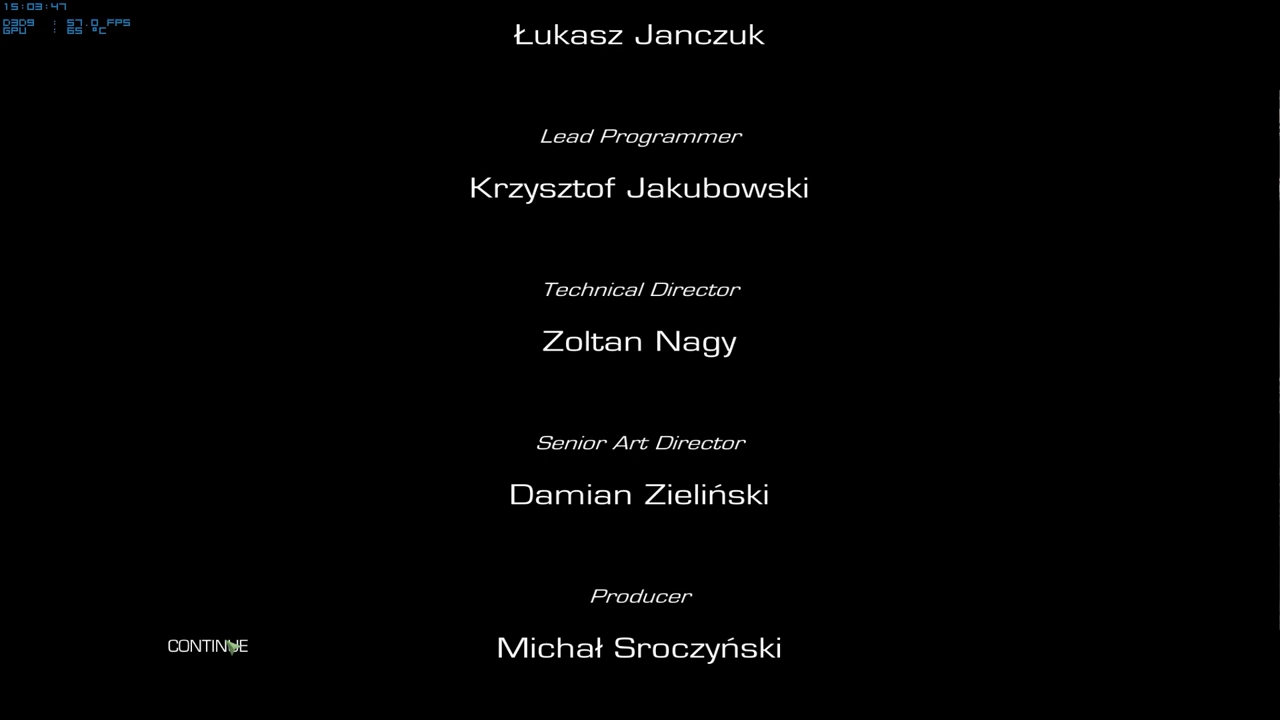 15:03:47
D3D9 : 57.0 FPS
GPU : 65 °C
Łukasz Janczuk
Lead Programmer
Krzysztof Jakubowski
Technical Director
Zoltan Nagy
Senior Art Director
Damian Zieliński
Producer
Michał Sroczyński
CONTINUE